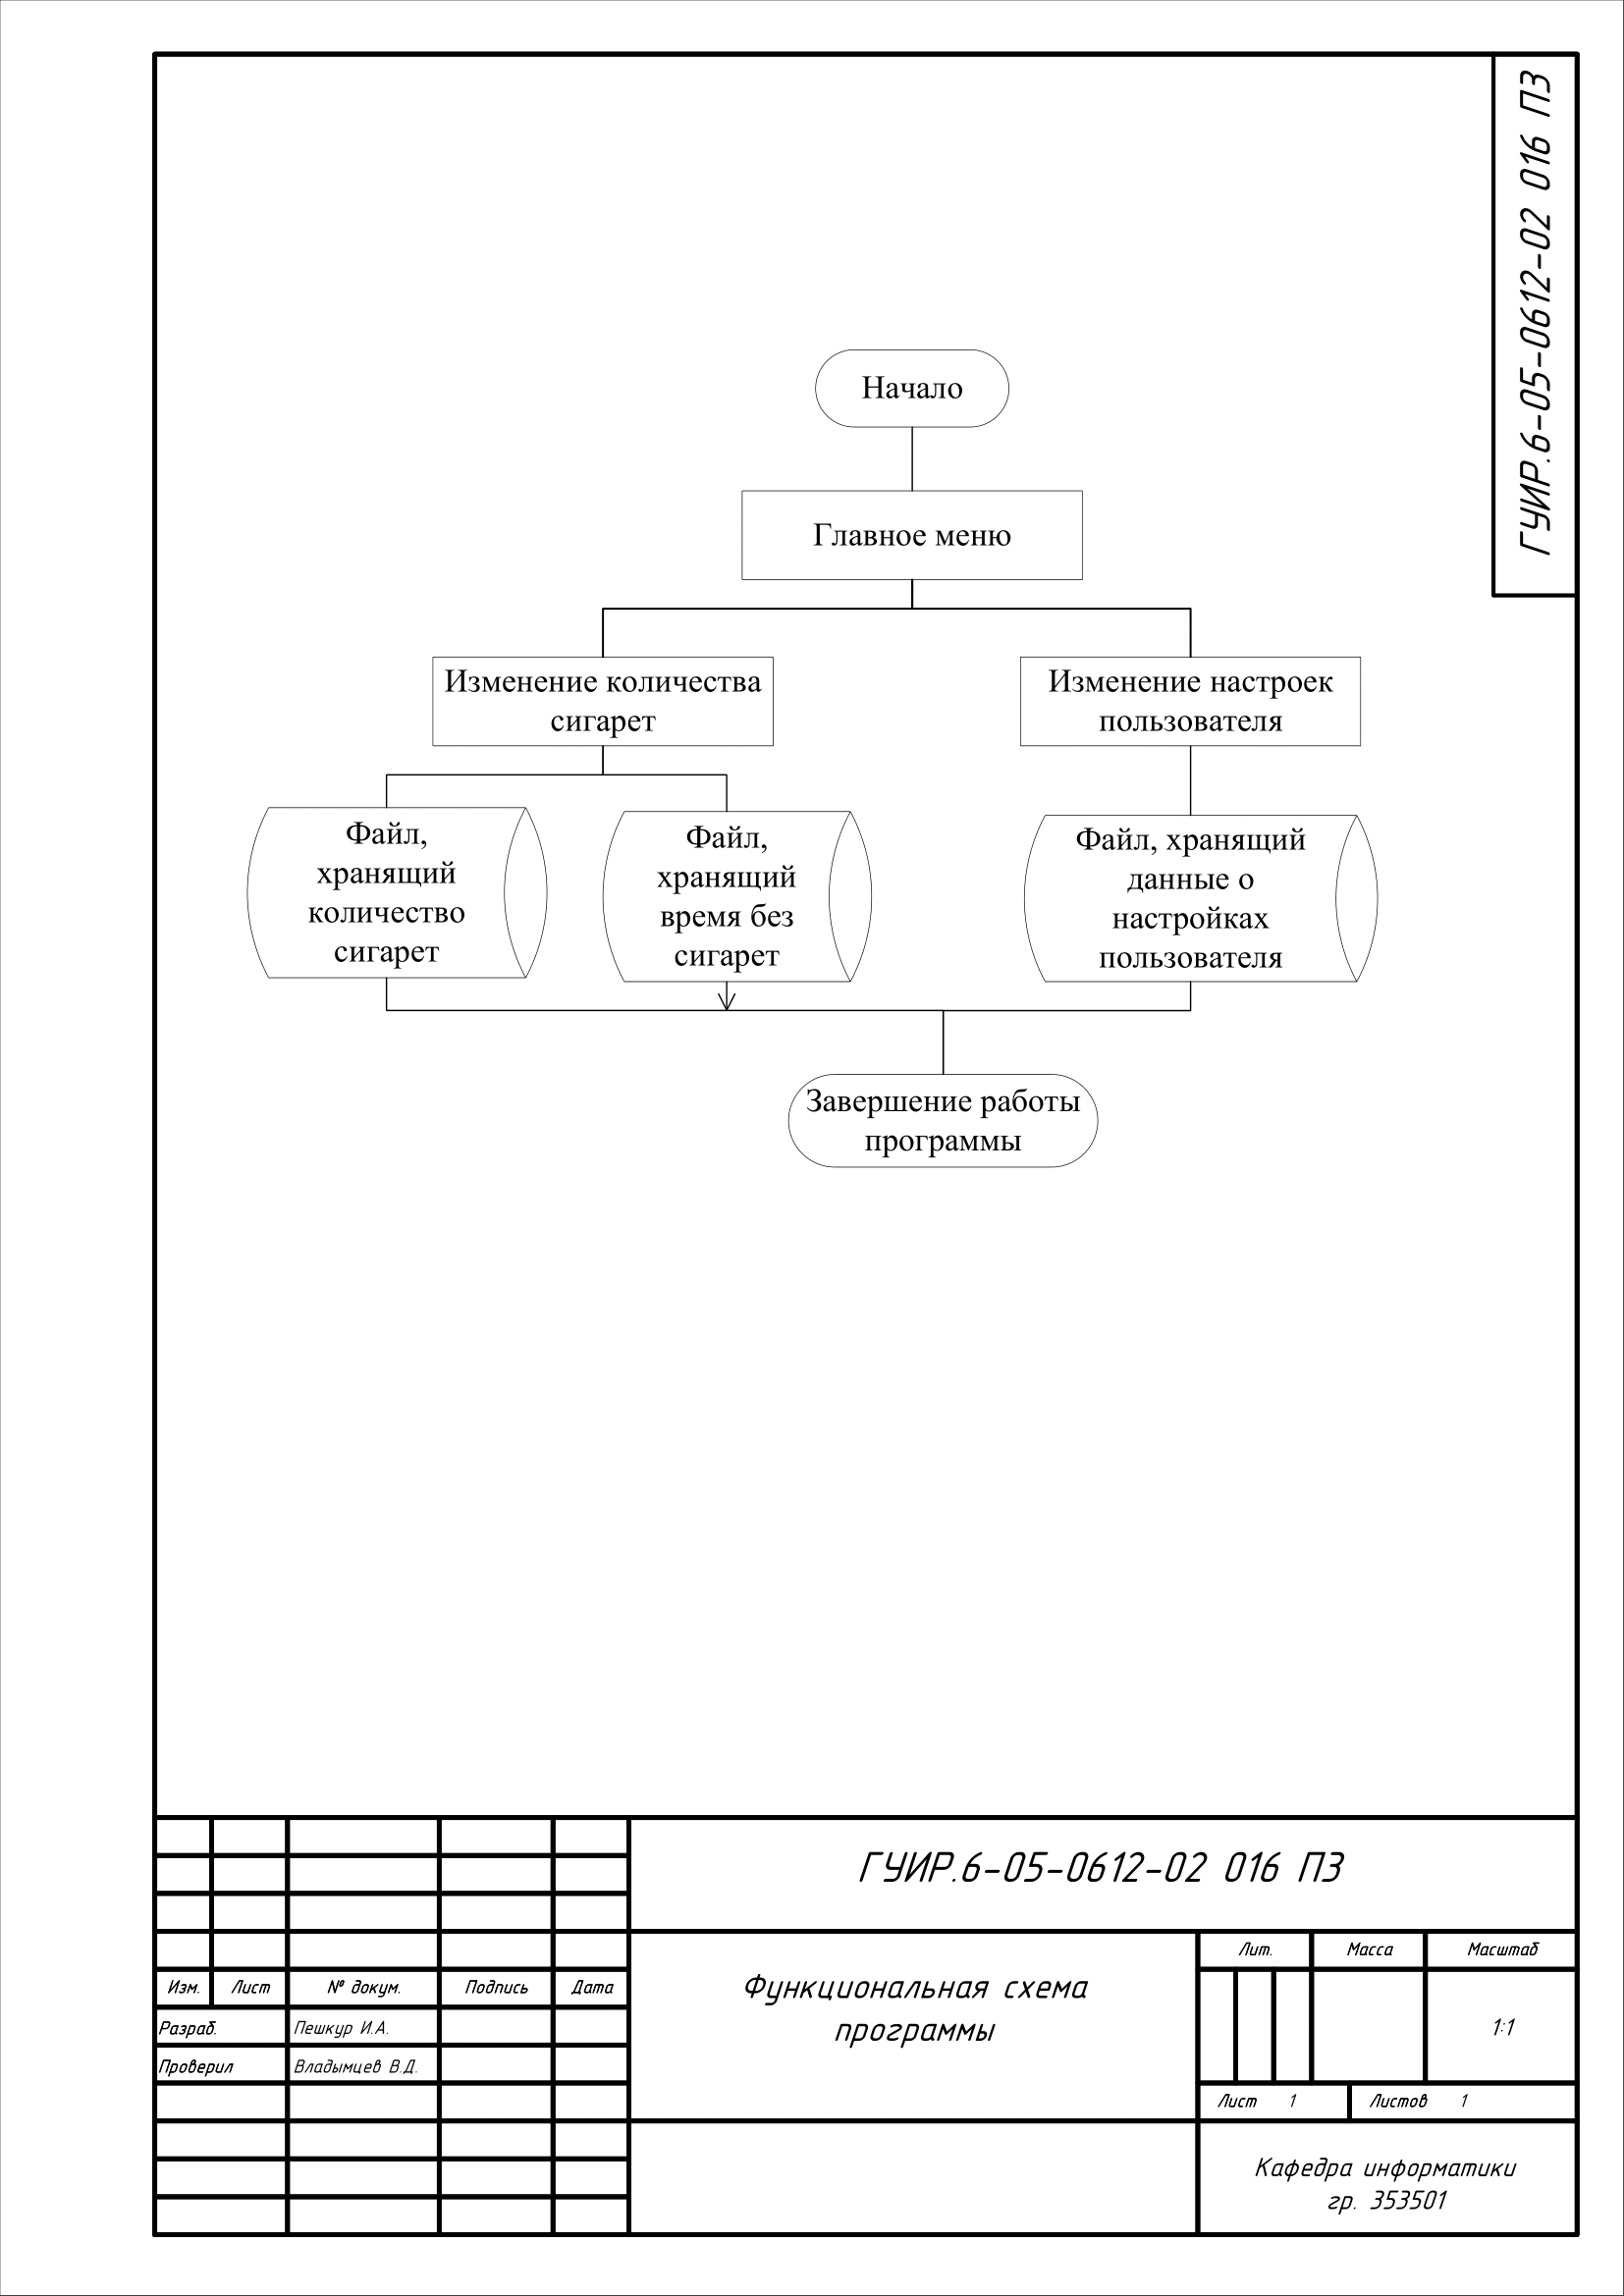 ГУИР.6-05-0612-02 016 ПЗ
Начало
Главное меню
Изменение количества
сигарет
Изменение настроек
пользователя
Файл,
хранящий
количество
сигарет
Файл,
хранящий
время без
сигарет
Файл, хранящий
данные о
настройках
пользователя
Завершение работы
программы
ГУИР.6-05-0612-02 016 ПЗ
Изм. Лист № докум. Подпись Дата
Разраб. Пешкур И.А.
Проверил Владымцев В.Д.
Функциональная схема
программы
Лит. Масса Масштаб
1:1
Лист 1 Листов 1
Кафедра информатики
гр. 353501